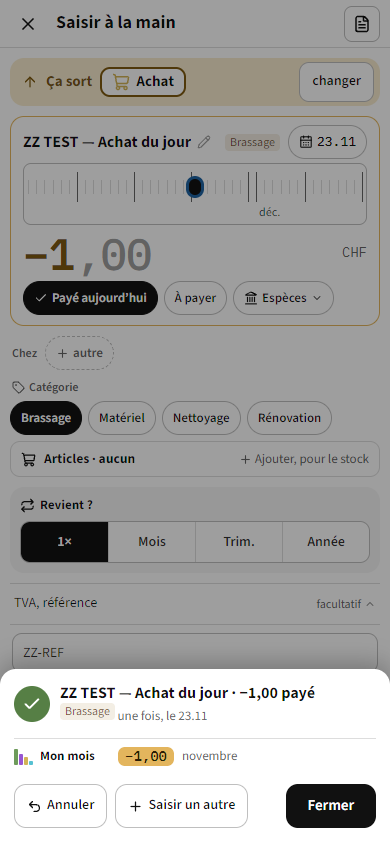 Saisir à la main
Ça sort
Achat
changer
ZZ TEST — Achat du jour
Brassage
23.11
déc.
−1,00
CHF
Payé aujourd'hui
À payer
Espèces
Chez
+ autre
Catégorie
Brassage
Matériel
Nettoyage
Rénovation
Articles · aucun
+ Ajouter, pour le stock
Revient ?
1×
Mois
Trim.
Année
TVA, référence
facultatif
ZZ-REF
ZZ TEST — Achat du jour · −1,00 payé
Brassage une fois, le 23.11
Mon mois
−1,00
novembre
Annuler
+ Saisir un autre
Fermer